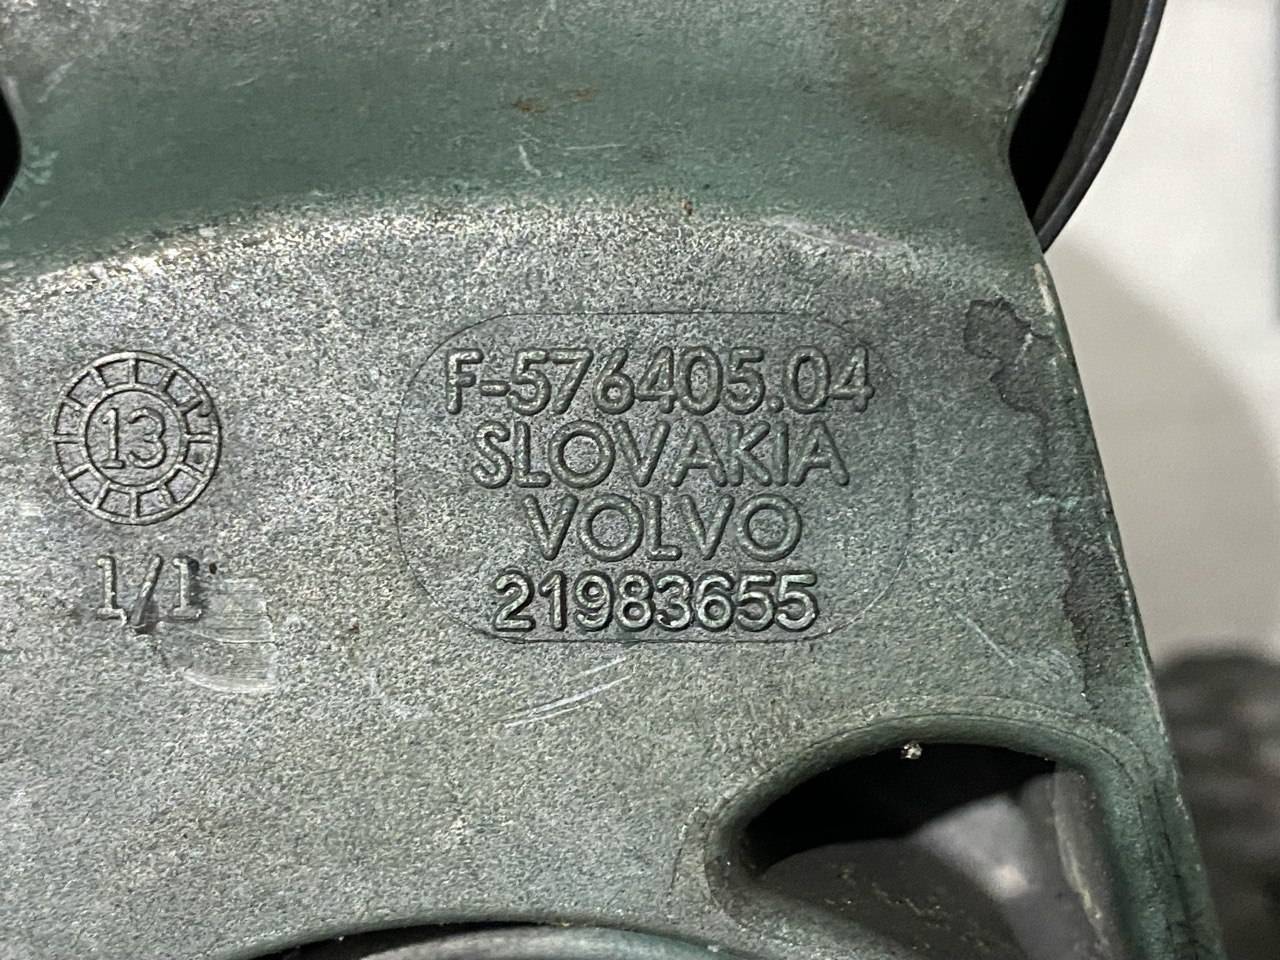 F-576405.04
SLOVAKIA
VOLVO
21983655
13
1/1